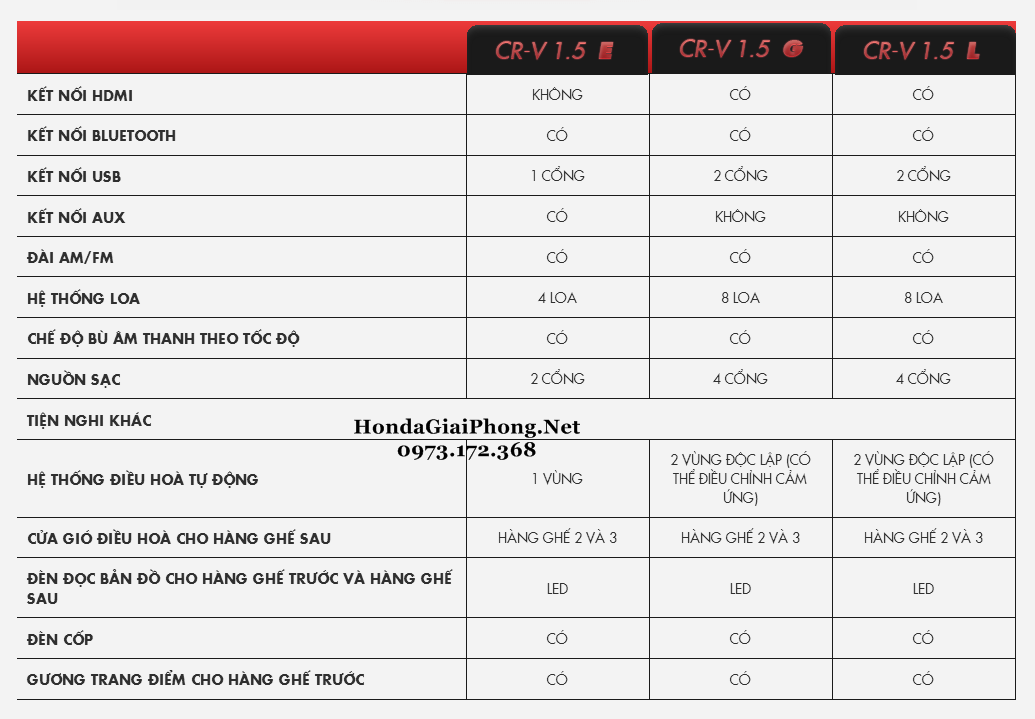 CR-V 1.5 E CR-V 1.5 G CR-V 1.5 L
KẾT NỐI HDMI KHÔNG CÓ CÓ
KẾT NỐI BLUETOOTH CÓ CÓ CÓ
KẾT NỐI USB 1 CỔNG 2 CỔNG 2 CỔNG
KẾT NỐI AUX CÓ KHÔNG KHÔNG
ĐÀI AM/FM CÓ CÓ CÓ
HỆ THỐNG LOA 4 LOA 8 LOA 8 LOA
CHẾ ĐỘ BÙ ÂM THANH THEO TỐC ĐỘ CÓ CÓ CÓ
NGUỒN SẠC 2 CỔNG 4 CỔNG 4 CỔNG
TIỆN NGHI KHÁC
HondaGiaiPhong.Net
0973.172.368
HỆ THỐNG ĐIỀU HOÀ TỰ ĐỘNG 1 VÙNG
2 VÙNG ĐỘC LẬP (CÓ
THỂ ĐIỀU CHỈNH CẢM
ỨNG)
2 VÙNG ĐỘC LẬP (CÓ
THỂ ĐIỀU CHỈNH CẢM
ỨNG)
CỬA GIÓ ĐIỀU HOÀ CHO HÀNG GHẾ SAU HÀNG GHẾ 2 VÀ 3 HÀNG GHẾ 2 VÀ 3 HÀNG GHẾ 2 VÀ 3
ĐÈN ĐỌC BẢN ĐỒ CHO HÀNG GHẾ TRƯỚC VÀ HÀNG GHẾ
SAU
LED LED LED
ĐÈN CỐP CÓ CÓ CÓ
GƯƠNG TRANG ĐIỂM CHO HÀNG GHẾ TRƯỚC CÓ CÓ CÓ